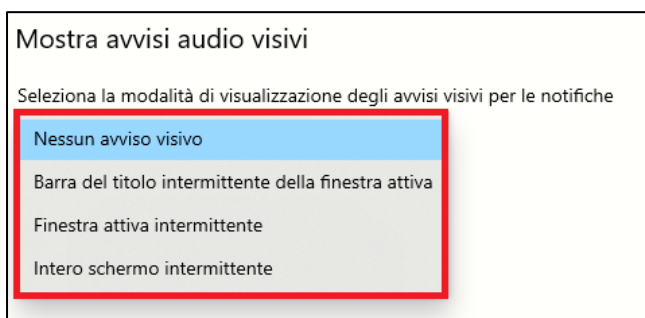 Mostra avvisi audio visivi
Seleziona la modalità di visualizzazione degli avvisi visivi per le notifiche
Nessun avviso visivo
Barra del titolo intermittente della finestra attiva
Finestra attiva intermittente
Intero schermo intermittente